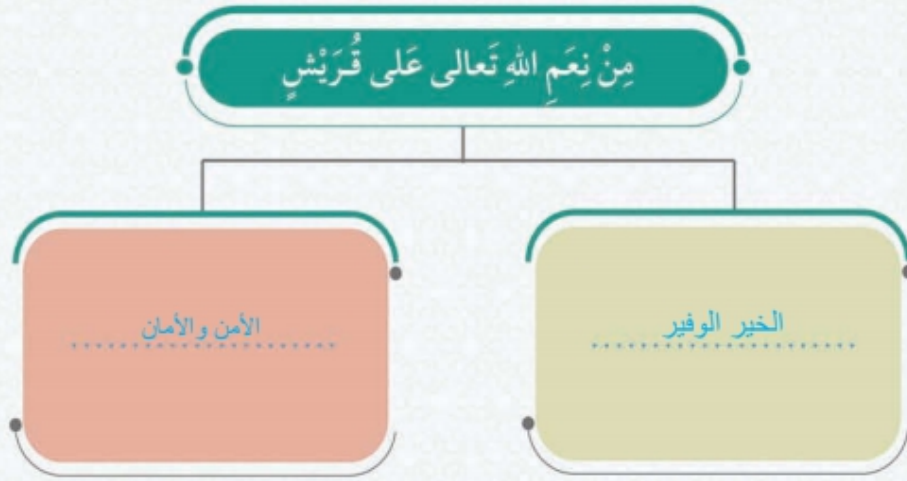 مِنْ نِعَمِ اللهِ تَعالى عَلى قُرَيْشٍ
الخير الوفير
الأمن والأمان